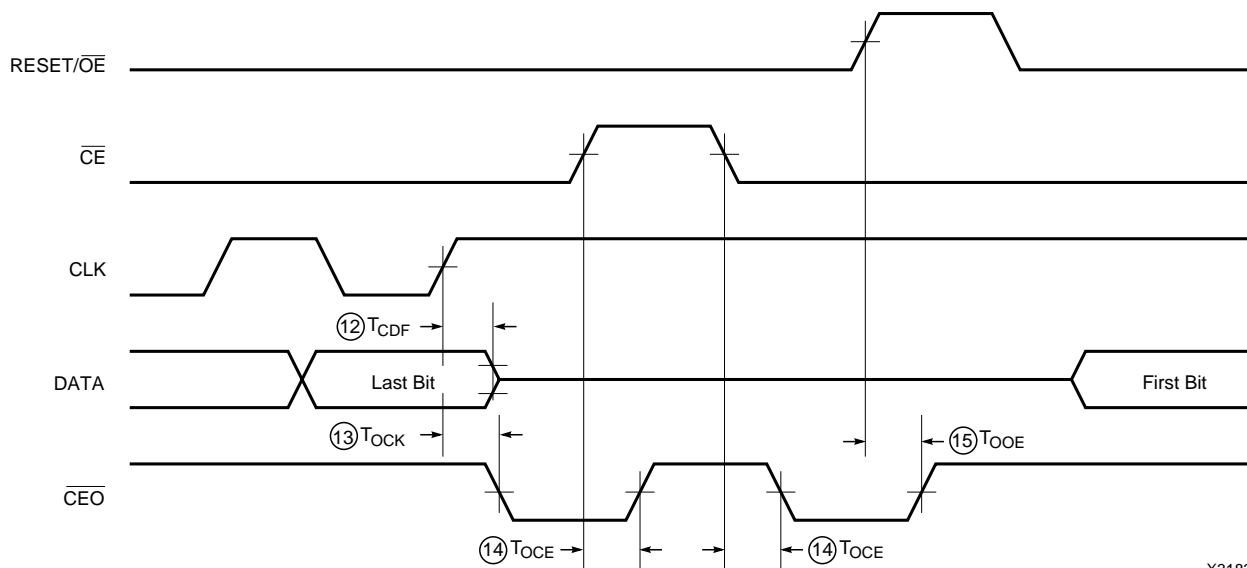 RESET/OE
CE
CLK
⑫ TCDF
DATA
Last Bit
First Bit
⑬ TOCK
⑮ TOOE
CEO
⑭ TOCE
⑭ TOCE